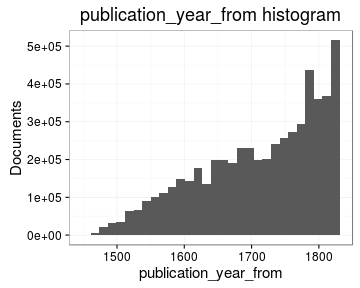 publication_year_from histogram
5e+05
4e+05
3e+05
2e+05
1e+05
0e+00
Documents
1500 1600 1700 1800
publication_year_from